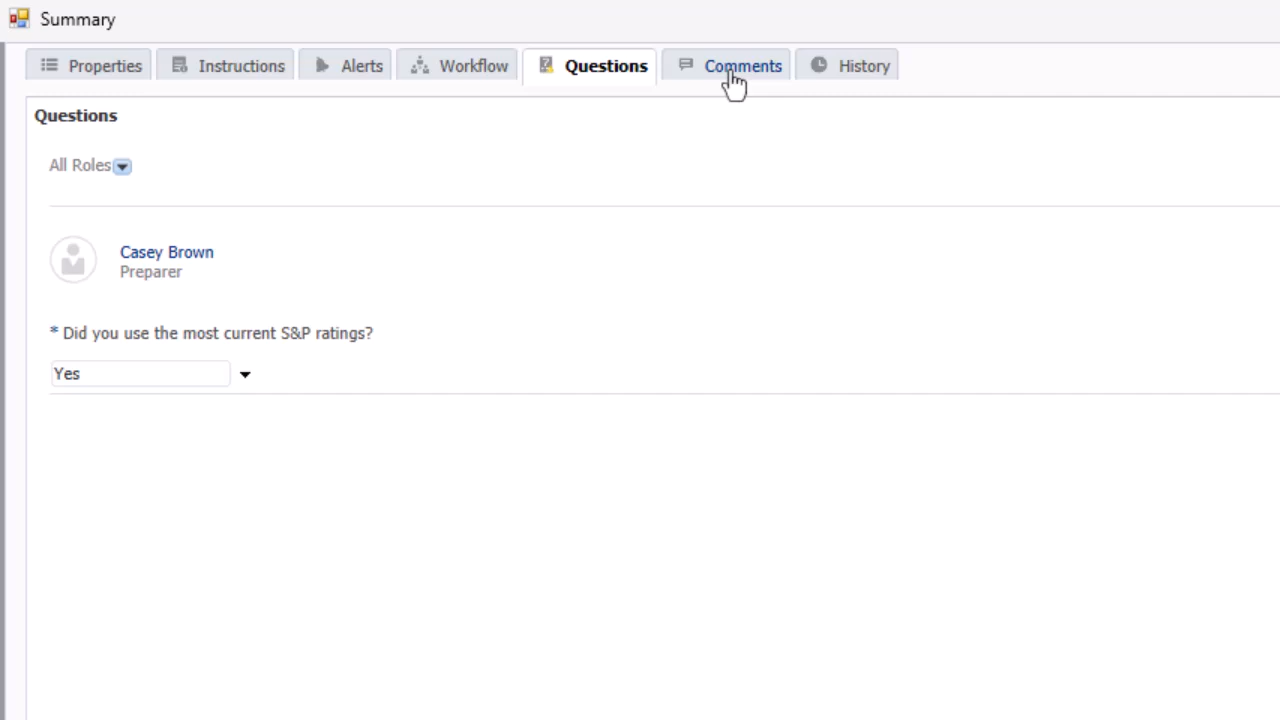 Summary
Properties Instructions Alerts Workflow Questions Comments History
Questions
All Roles
Casey Brown
Preparer
* Did you use the most current S&P ratings?
Yes